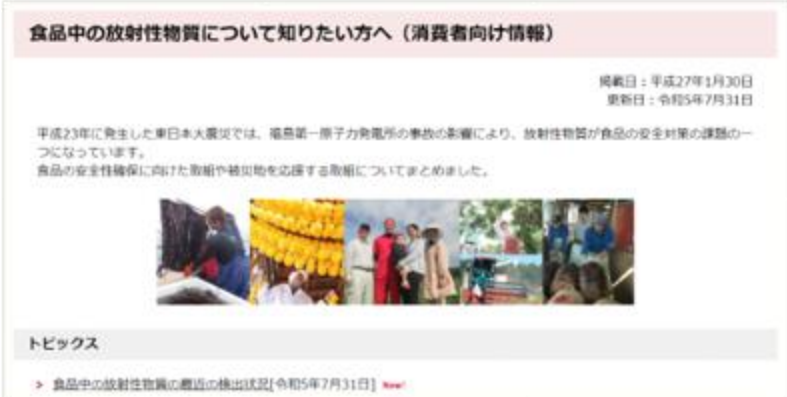 食品中の放射性物質について知りたい方へ（消費者向け情報）
掲載日：平成27年1月30日
更新日：令和5年7月31日
平成23年に発生した東日本大震災では、福島第一原子力発電所の事故の影響により、放射性物質が食品の安全対策の課題の一
つになっています。
食品の安全性確保に向けた取組や被災地を応援する取組についてまとめました。
トピックス
> 食品中の放射性物質の最近の検出状況[令和5年7月31日] New!